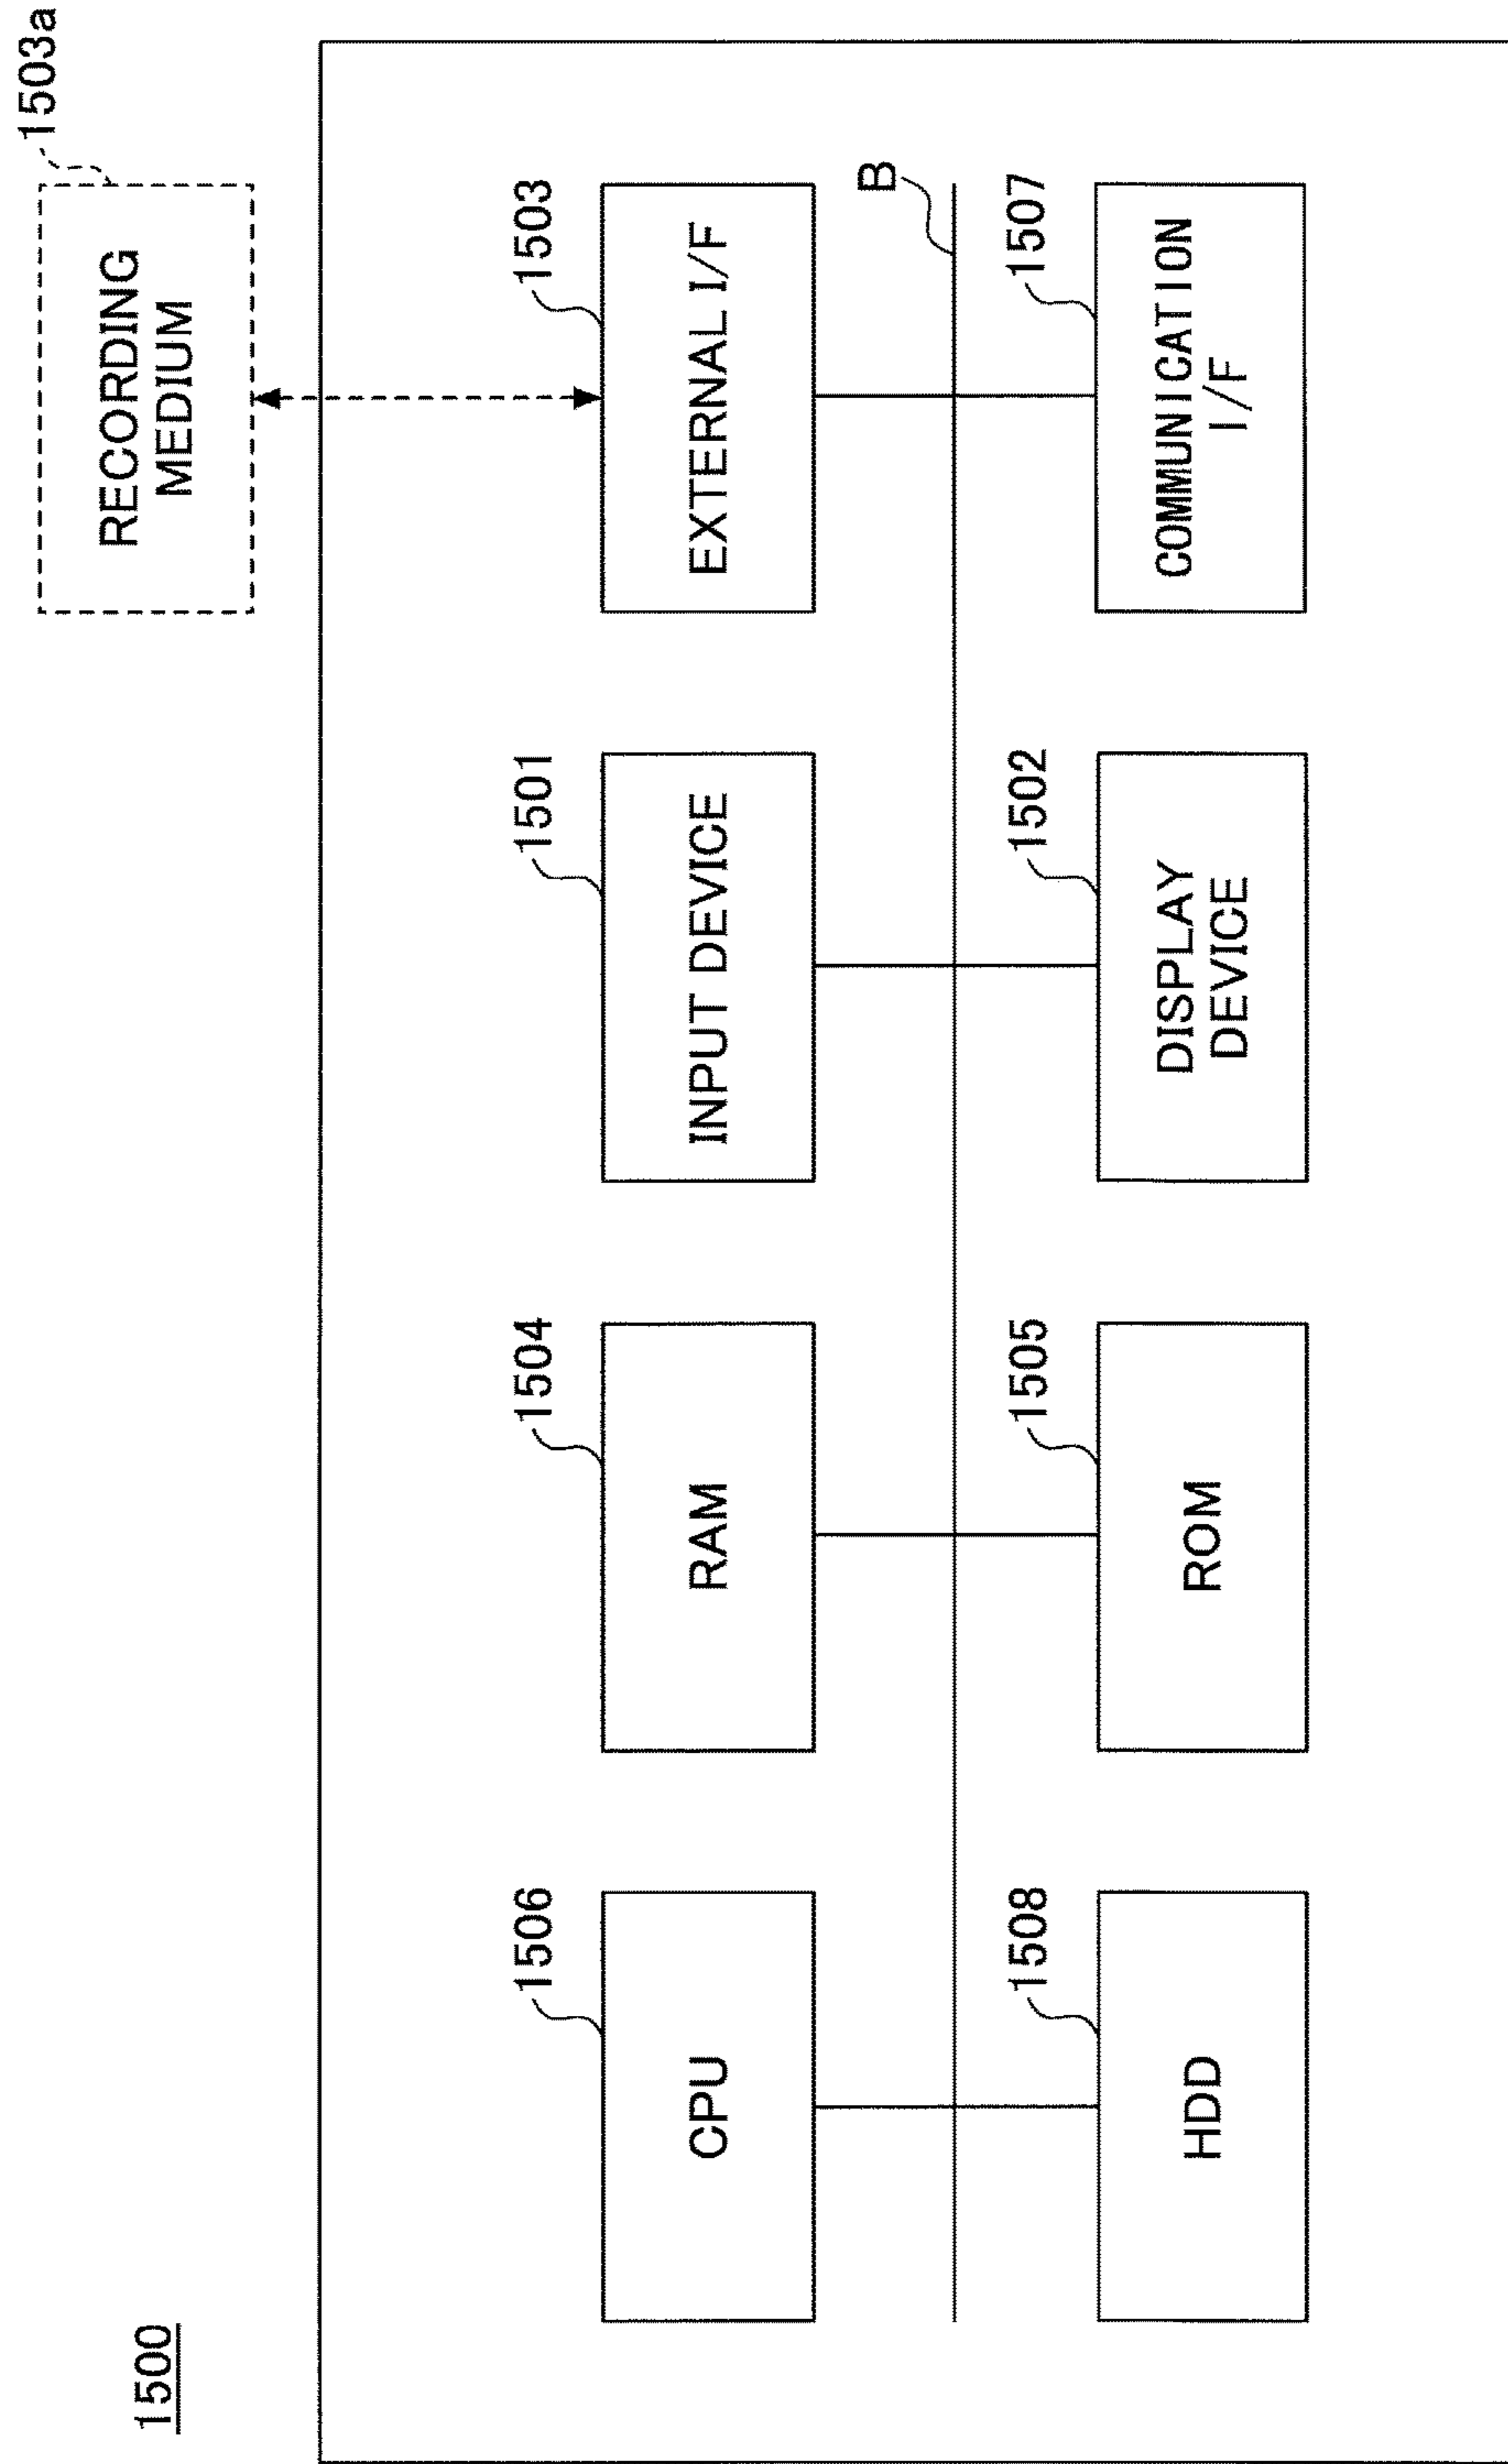 1500
1503a
RECORDING
MEDIUM
1506
CPU
1504
RAM
1501
INPUT DEVICE
1503
EXTERNAL I/F
B
1508
HDD
1505
ROM
1502
DISPLAY
DEVICE
1507
COMMUNICATION
I/F